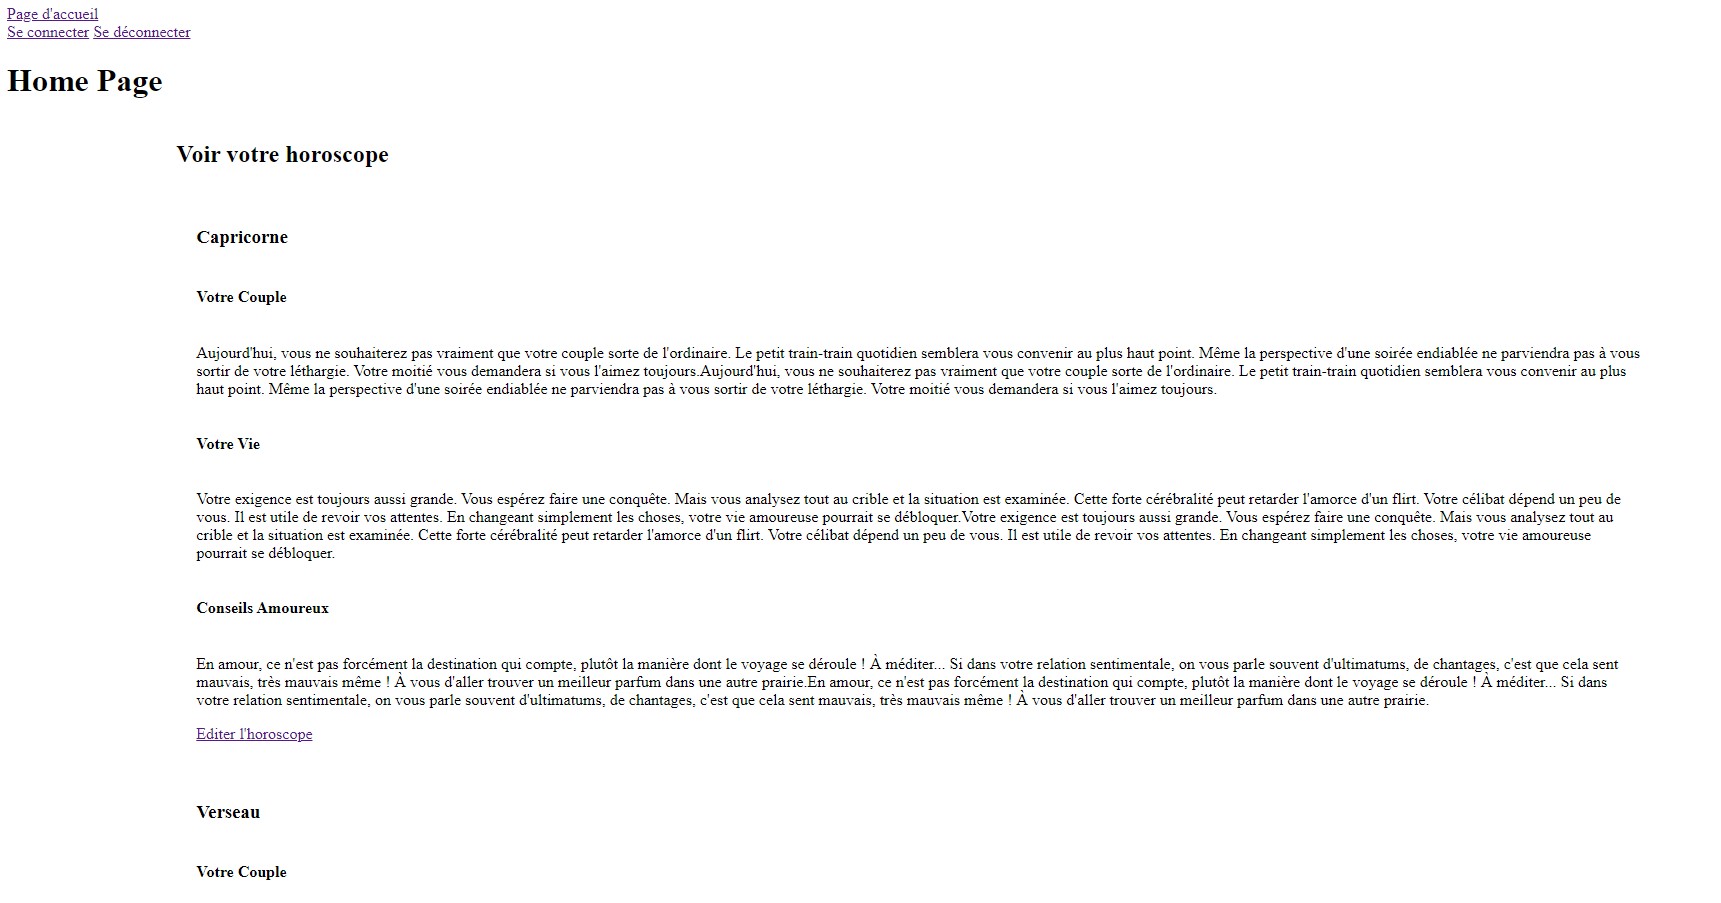 Page d'accueil
Se connecter Se déconnecter
Home Page
Voir votre horoscope
Capricorne
Votre Couple
Aujourd'hui, vous ne souhaiterez pas vraiment que votre couple sorte de l'ordinaire. Le petit train-train quotidien semblera vous convenir au plus haut point. Même la perspective d'une soirée endiablée ne parviendra pas à vous
sortir de votre léthargie. Votre moitié vous demandera si vous l'aimez toujours.Aujourd'hui, vous ne souhaiterez pas vraiment que votre couple sorte de l'ordinaire. Le petit train-train quotidien semblera vous convenir au plus
haut point. Même la perspective d'une soirée endiablée ne parviendra pas à vous sortir de votre léthargie. Votre moitié vous demandera si vous l'aimez toujours.
Votre Vie
Votre exigence est toujours aussi grande. Vous espérez faire une conquête. Mais vous analysez tout au crible et la situation est examinée. Cette forte cérébralité peut retarder l'amorce d'un flirt. Votre célibat dépend un peu de
vous. Il est utile de revoir vos attentes. En changeant simplement les choses, votre vie amoureuse pourrait se débloquer.Votre exigence est toujours aussi grande. Vous espérez faire une conquête. Mais vous analysez tout au
crible et la situation est examinée. Cette forte cérébralité peut retarder l'amorce d'un flirt. Votre célibat dépend un peu de vous. Il est utile de revoir vos attentes. En changeant simplement les choses, votre vie amoureuse
pourrait se débloquer.
Conseils Amoureux
En amour, ce n'est pas forcément la destination qui compte, plutôt la manière dont le voyage se déroule ! À méditer... Si dans votre relation sentimentale, on vous parle souvent d'ultimatums, de chantages, c'est que cela sent
mauvais, très mauvais même ! À vous d'aller trouver un meilleur parfum dans une autre prairie.En amour, ce n'est pas forcément la destination qui compte, plutôt la manière dont le voyage se déroule ! À méditer... Si dans
votre relation sentimentale, on vous parle souvent d'ultimatums, de chantages, c'est que cela sent mauvais, très mauvais même ! À vous d'aller trouver un meilleur parfum dans une autre prairie.
Editer l'horoscope
Verseau
Votre Couple